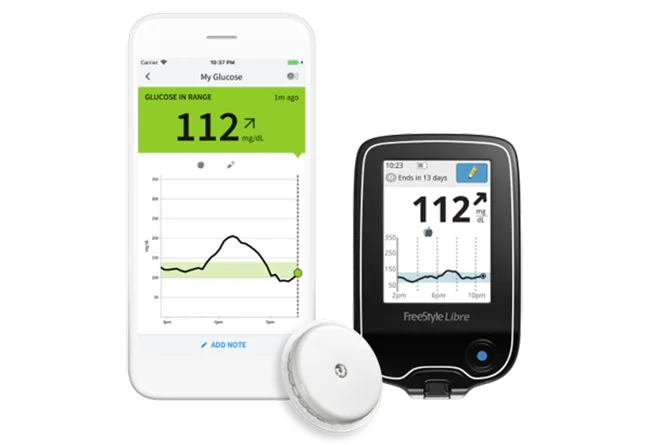 Carrier 10:37 PM
My Glucose
GLUCOSE IN RANGE 1m ago
112
mg/dL
350
300
250
200
150
100
50
mg/dL
2pm 6pm 9pm
ADD NOTE
10:23
Ends in 13 days
112 mg
dL
350
250
150
50
2pm 6pm 10pm
FreeStyle Libre